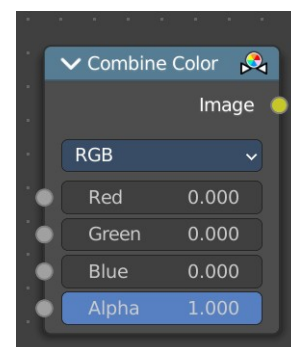 Combine Color
Image
RGB
Red 0.000
Green 0.000
Blue 0.000
Alpha 1.000